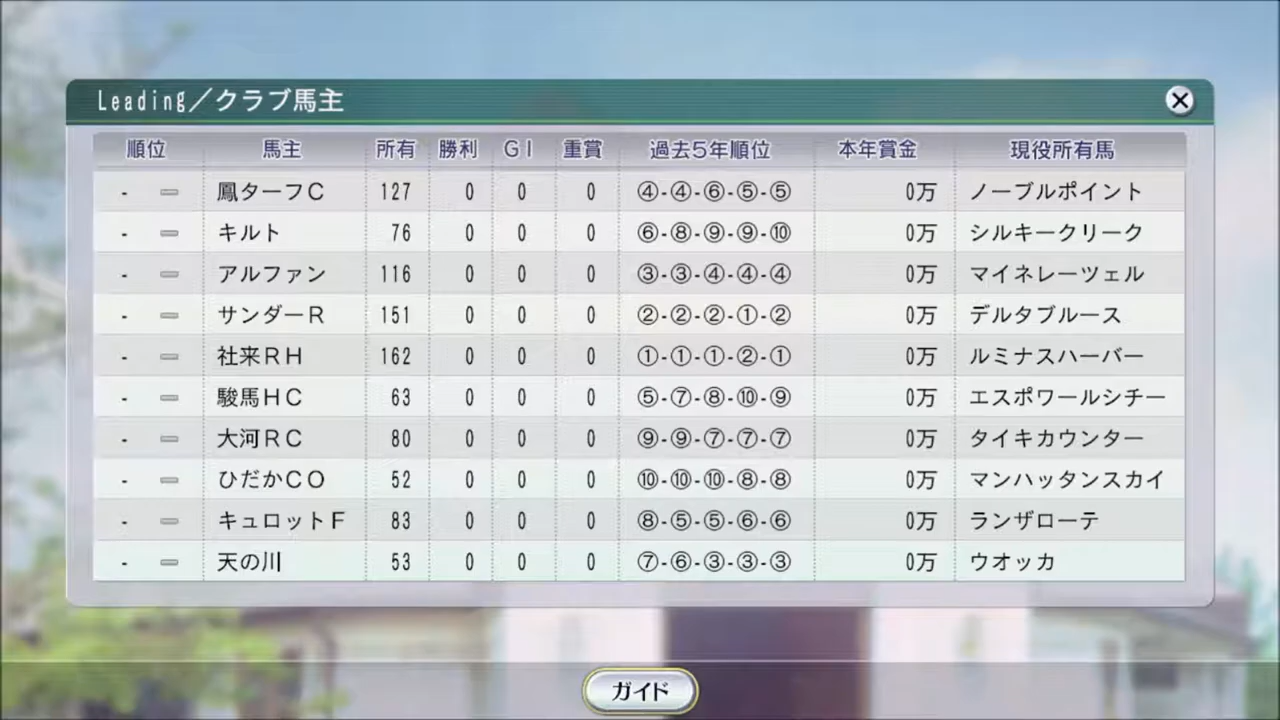 Leading／クラブ馬主
順位 馬主 所有 勝利 GⅠ 重賞 過去5年順位 本年賞金 現役所有馬
- 鳳ターフC 127 0 0 0 ④-④-⑥-⑤-⑤ 0万 ノーブルポイント
- キルト 76 0 0 0 ⑥-⑧-⑨-⑨-⑩ 0万 シルキークリーク
- アルファン 116 0 0 0 ③-③-④-④-④ 0万 マイネレーツェル
- サンダーR 151 0 0 0 ②-②-②-①-② 0万 デルタブルース
- 社来RH 162 0 0 0 ①-①-①-②-① 0万 ルミナスハーバー
- 駿馬HC 63 0 0 0 ⑤-⑦-⑧-⑩-⑨ 0万 エスポワールシチー
- 大河RC 80 0 0 0 ⑨-⑨-⑦-⑦-⑦ 0万 タイキカウンター
- ひだかCO 52 0 0 0 ⑩-⑩-⑩-⑧-⑧ 0万 マンハッタンスカイ
- キュロットF 83 0 0 0 ⑧-⑤-⑤-⑥-⑥ 0万 ランザローテ
- 天の川 53 0 0 0 ⑦-⑥-③-③-③ 0万 ウオッカ
ガイド